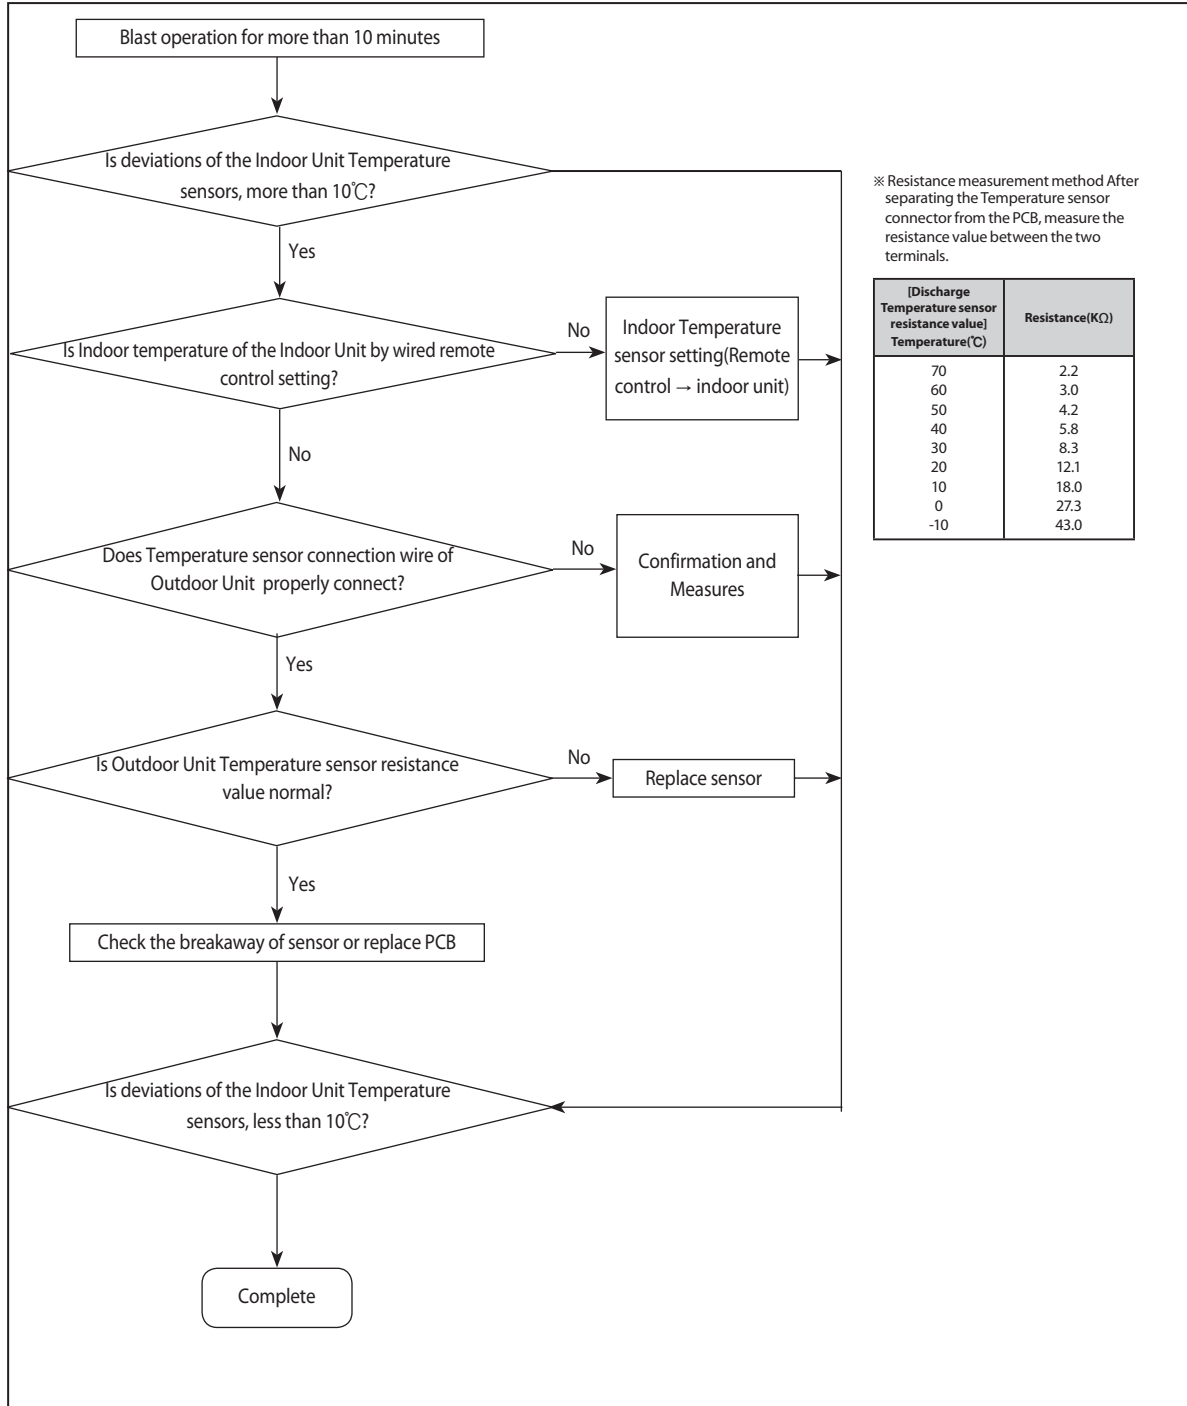 Blast operation for more than 10 minutes
Is deviations of the Indoor Unit Temperature
sensors, more than 10℃?
Yes
Is Indoor temperature of the Indoor Unit by wired remote
control setting?
No
Indoor Temperature
sensor setting(Remote
control → indoor unit)
No
Does Temperature sensor connection wire of
Outdoor Unit properly connect?
No
Confirmation and
Measures
Yes
Is Outdoor Unit Temperature sensor resistance
value normal?
No
Replace sensor
Yes
Check the breakaway of sensor or replace PCB
Is deviations of the Indoor Unit Temperature
sensors, less than 10℃?
Complete
※ Resistance measurement method After
separating the Temperature sensor
connector from the PCB, measure the
resistance value between the two
terminals.
[Discharge
Temperature sensor
resistance value]
Temperature(℃)
Resistance(KΩ)
70 2.2
60 3.0
50 4.2
40 5.8
30 8.3
20 12.1
10 18.0
0 27.3
-10 43.0